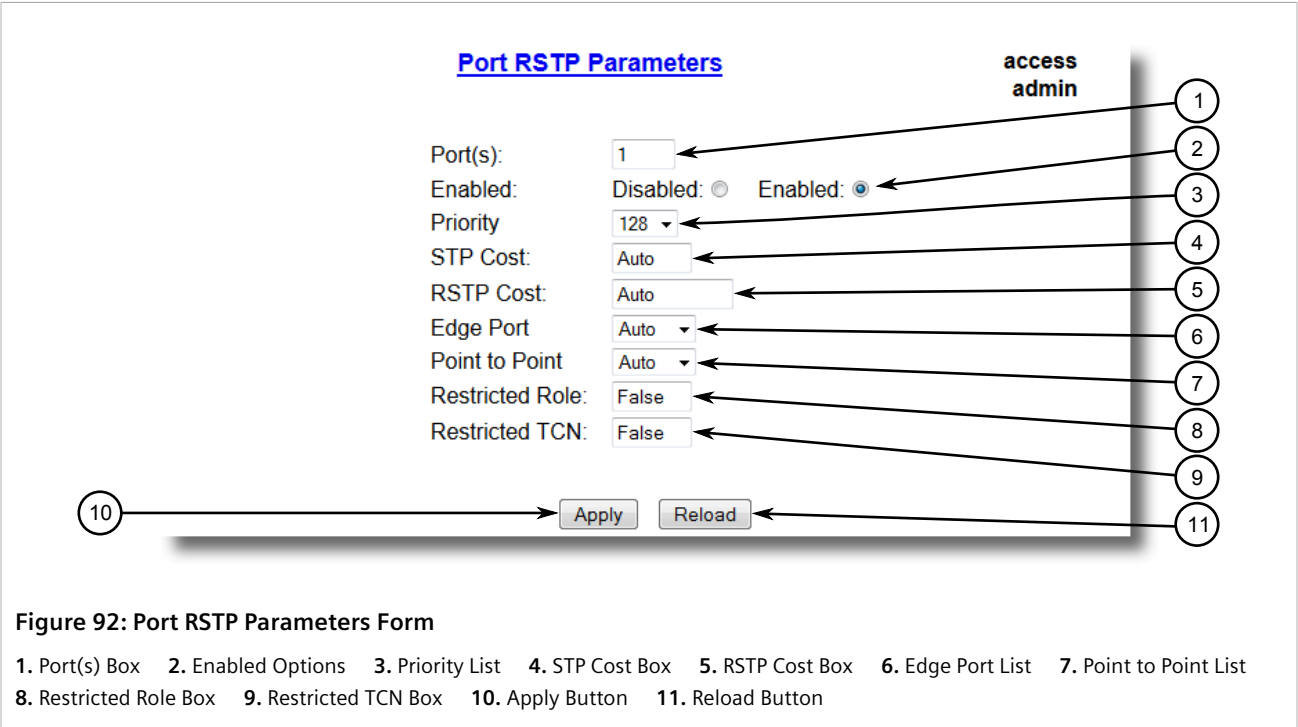 Port RSTP Parameters
access
admin
1
Port(s): 1
2
Enabled: Disabled: Enabled:
3
Priority 128
4
STP Cost: Auto
5
RSTP Cost: Auto
6
Edge Port Auto
7
Point to Point Auto
8
Restricted Role: False
9
Restricted TCN: False
10
Apply Reload
11
Figure 92: Port RSTP Parameters Form
1. Port(s) Box 2. Enabled Options 3. Priority List 4. STP Cost Box 5. RSTP Cost Box 6. Edge Port List 7. Point to Point List
8. Restricted Role Box 9. Restricted TCN Box 10. Apply Button 11. Reload Button